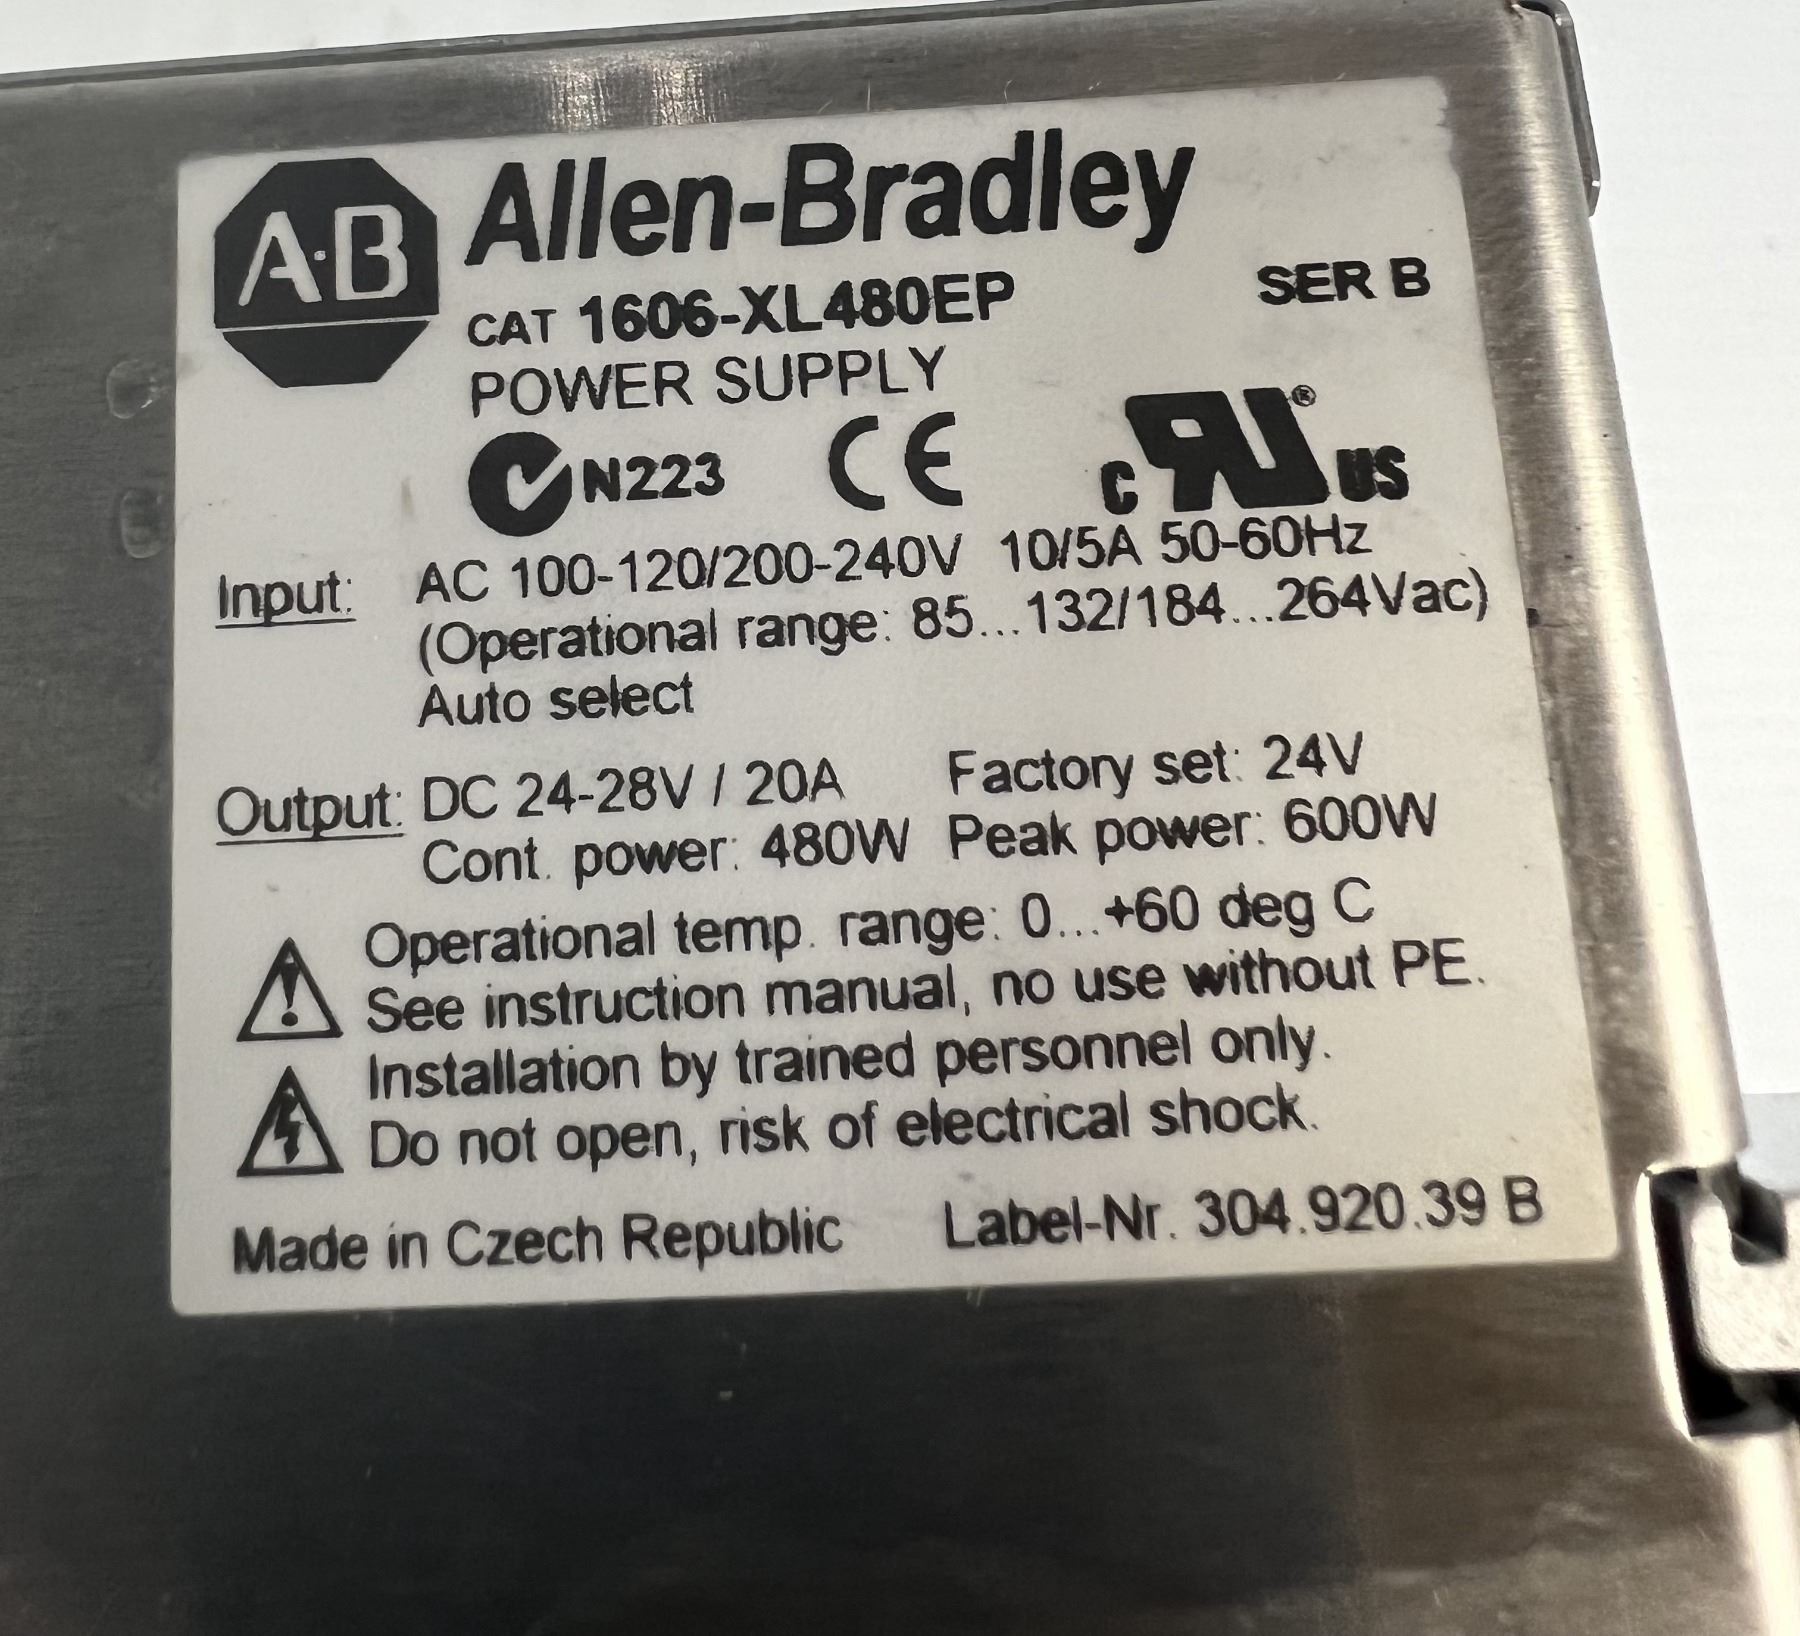 A·B Allen-Bradley
CAT 1606-XL480EP SER B
POWER SUPPLY
N223 CE c RU ® US
Input: AC 100-120/200-240V 10/5A 50-60Hz
(Operational range: 85...132/184...264Vac)
Auto select
Output: DC 24-28V / 20A Factory set: 24V
Cont. power: 480W Peak power: 600W
Operational temp. range: 0...+60 deg C
See instruction manual, no use without PE.
Installation by trained personnel only.
Do not open, risk of electrical shock.
Made in Czech Republic Label-Nr. 304.920.39 B